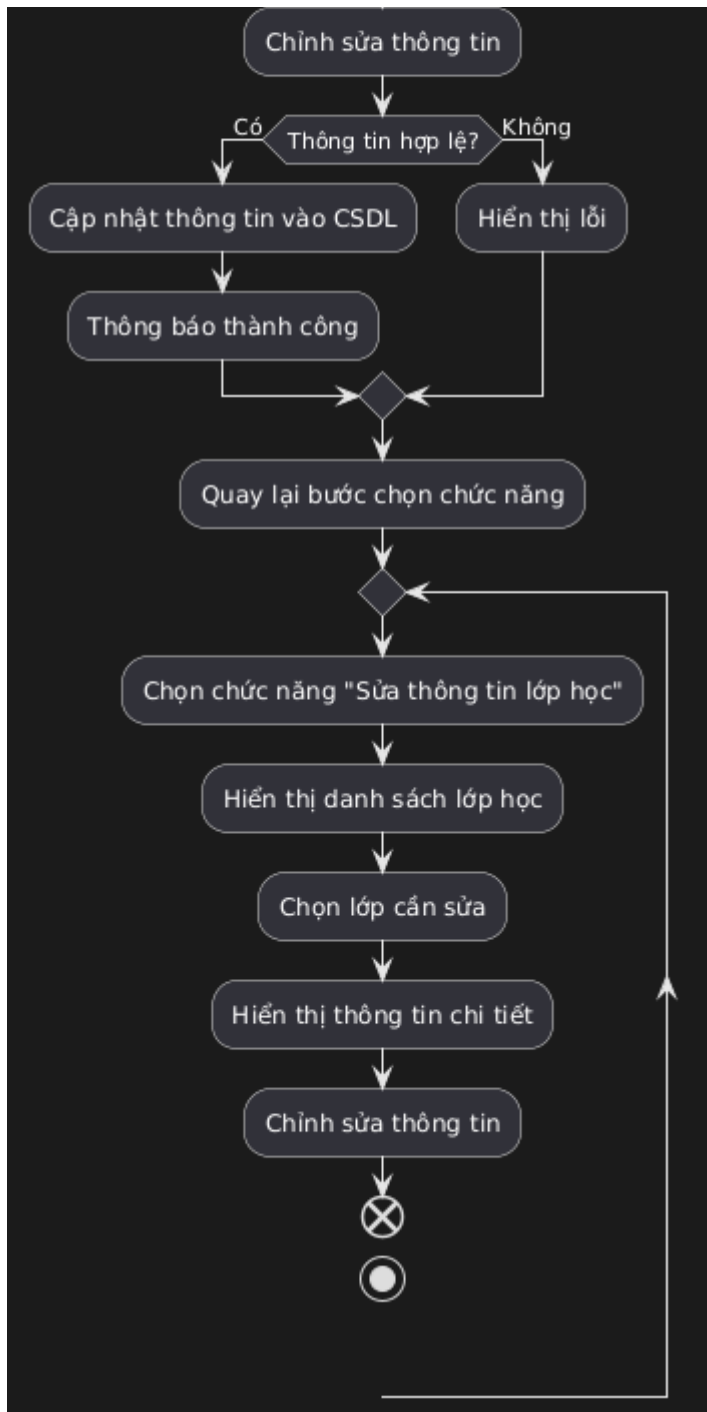 Chỉnh sửa thông tin
Có
Thông tin hợp lệ?
Không
Cập nhật thông tin vào CSDL
Hiển thị lỗi
Thông báo thành công
Quay lại bước chọn chức năng
Chọn chức năng "Sửa thông tin lớp học"
Hiển thị danh sách lớp học
Chọn lớp cần sửa
Hiển thị thông tin chi tiết
Chỉnh sửa thông tin